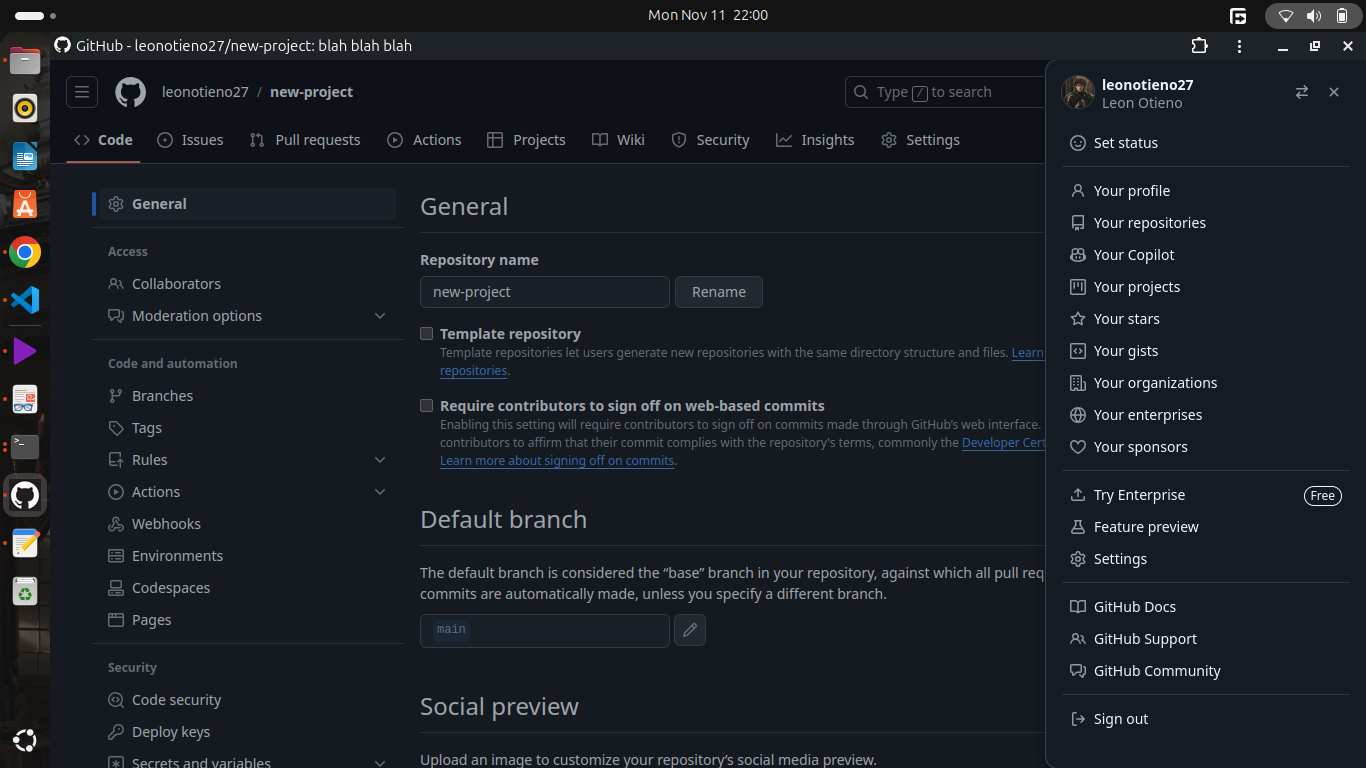 Mon Nov 11 22:00
GitHub - leonotieno27/new-project: blah blah blah
leonotieno27 / new-project
Type / to search
Code
Issues
Pull requests
Actions
Projects
Wiki
Security
Insights
Settings
General
Access
Collaborators
Moderation options
Code and automation
Branches
Tags
Rules
Actions
Webhooks
Environments
Codespaces
Pages
Security
Code security
Deploy keys
Secrets and variables
General
Repository name
new-project
Rename
Template repository
Template repositories let users generate new repositories with the same directory structure and files. Learn
repositories.
Require contributors to sign off on web-based commits
Enabling this setting will require contributors to sign off on commits made through GitHub’s web interface.
contributors to affirm that their commit complies with the repository's terms, commonly the Developer Cert
Learn more about signing off on commits.
Default branch
The default branch is considered the “base” branch in your repository, against which all pull req
commits are automatically made, unless you specify a different branch.
main
Social preview
Upload an image to customize your repository’s social media preview.
leonotieno27
Leon Otieno
Set status
Your profile
Your repositories
Your Copilot
Your projects
Your stars
Your gists
Your organizations
Your enterprises
Your sponsors
Try Enterprise
Free
Feature preview
Settings
GitHub Docs
GitHub Support
GitHub Community
Sign out